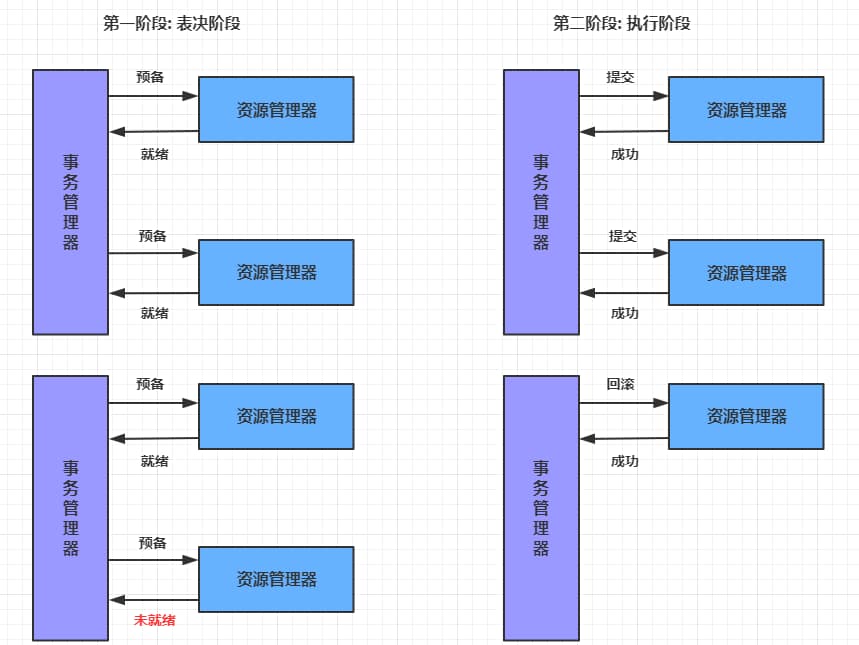 第一阶段: 表决阶段
第二阶段: 执行阶段
事务管理器
预备
资源管理器
就绪
预备
资源管理器
就绪
事务管理器
提交
资源管理器
成功
提交
资源管理器
成功
事务管理器
预备
资源管理器
就绪
预备
资源管理器
未就绪
事务管理器
回滚
资源管理器
成功